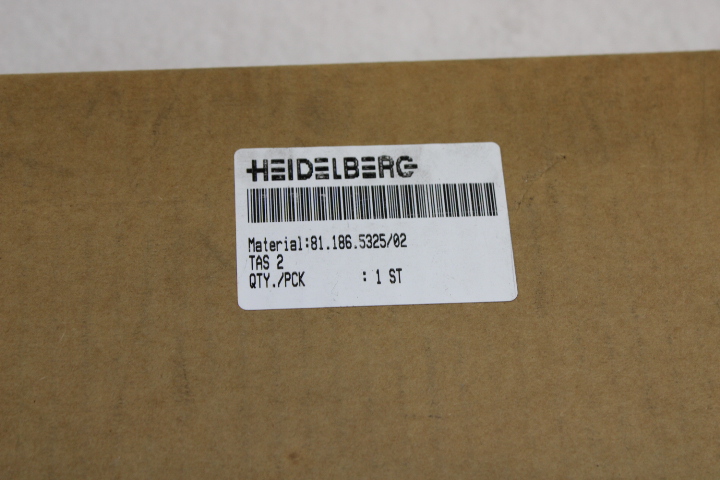 HEIDELBERG
Material:81.186.5325/02
TAS 2
QTY./PCK : 1 ST